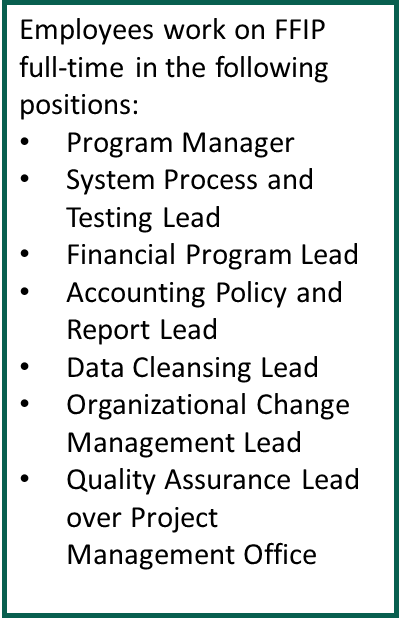 Employees work on FFIP
full-time in the following
positions:
• Program Manager
• System Process and
Testing Lead
• Financial Program Lead
• Accounting Policy and
Report Lead
• Data Cleansing Lead
• Organizational Change
Management Lead
• Quality Assurance Lead
over Project
Management Office